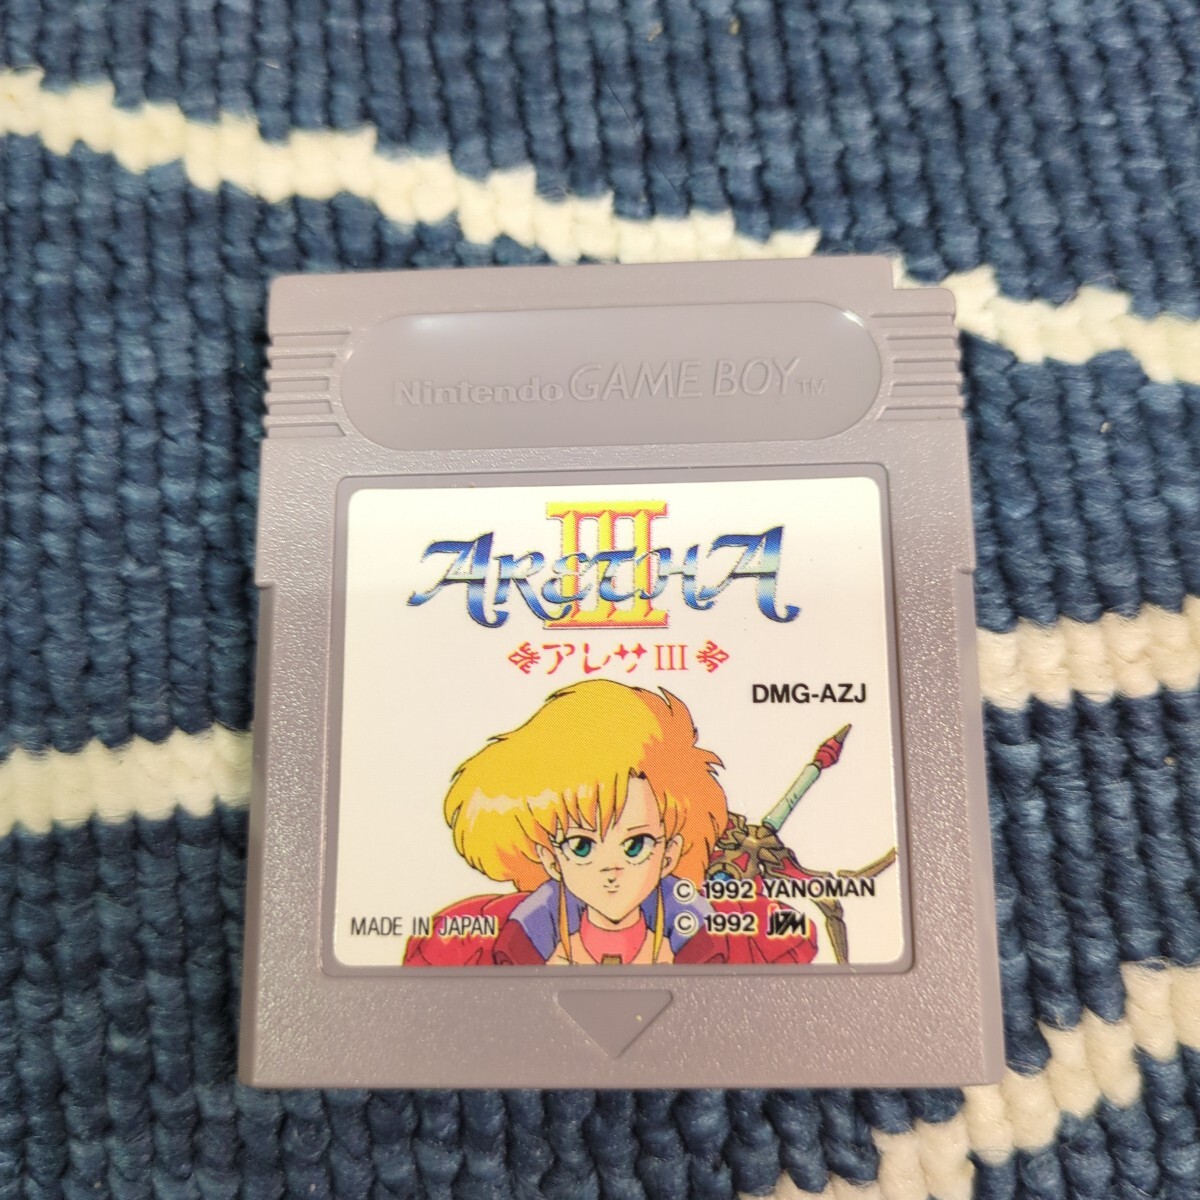 Nintendo GAME BOY TM
III
ARETHA
アレサIII
DMG-AZJ
© 1992 YANOMAN
MADE IN JAPAN
© 1992 JVM